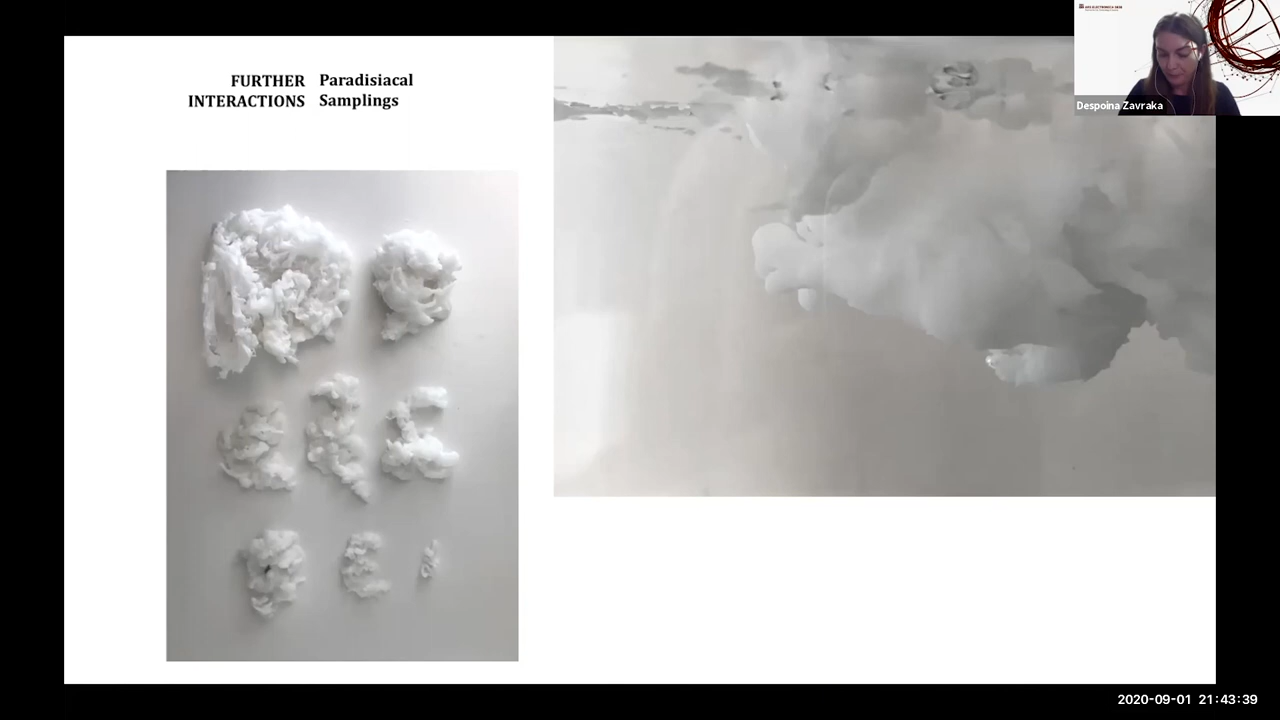 FURTHER INTERACTIONS
Paradisiacal Samplings
Despoina Zavraka
2020-09-01 21:43:39